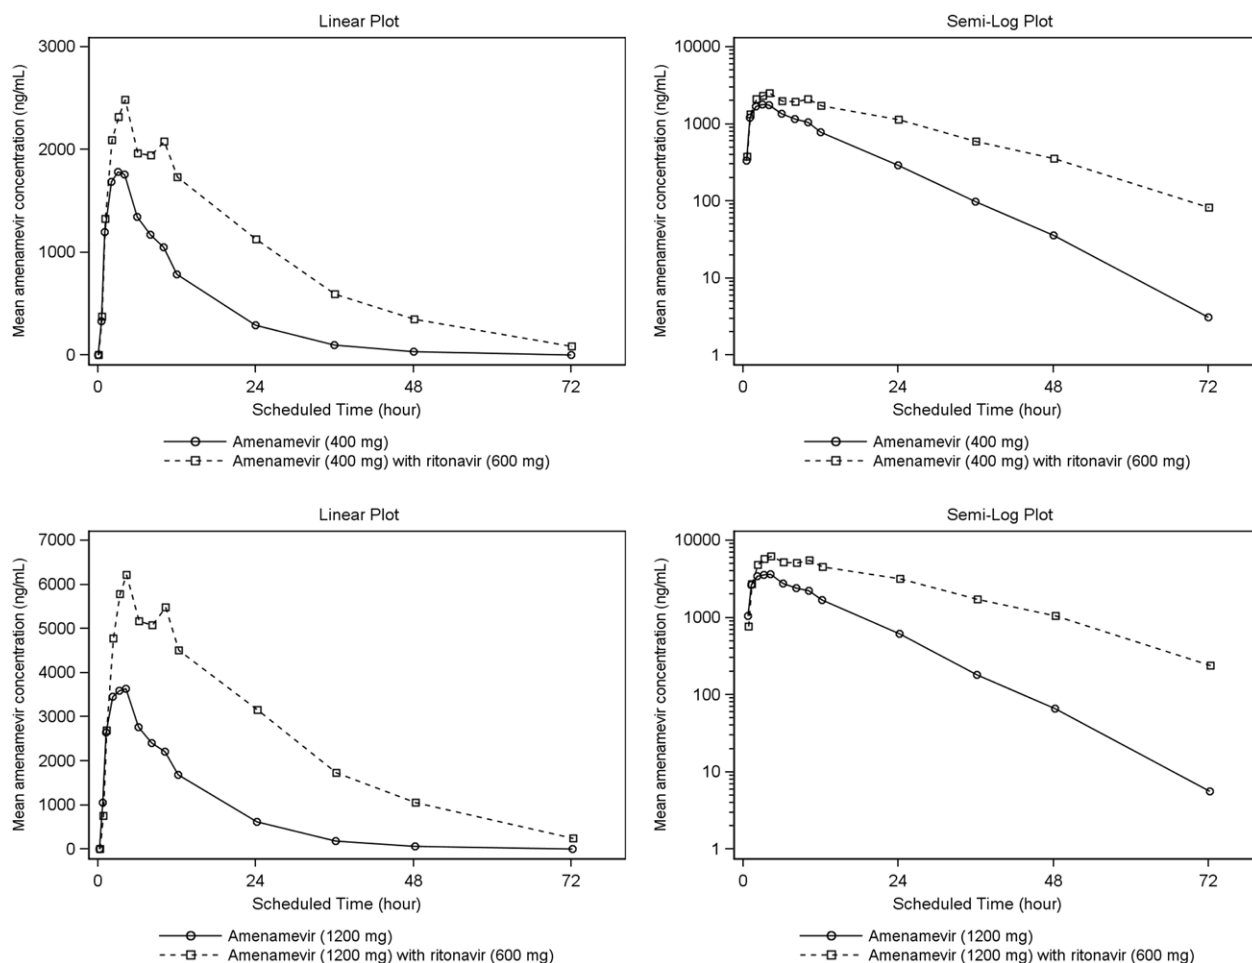 Linear Plot
Mean amenamevir concentration (ng/mL)
3000
2000
1000
0
0 24 48 72
Scheduled Time (hour)
Amenamevir (400 mg)
Amenamevir (400 mg) with ritonavir (600 mg)
Semi-Log Plot
Mean amenamevir concentration (ng/mL)
10000
1000
100
10
1
0 24 48 72
Scheduled Time (hour)
Amenamevir (400 mg)
Amenamevir (400 mg) with ritonavir (600 mg)
Linear Plot
Mean amenamevir concentration (ng/mL)
7000
6000
5000
4000
3000
2000
1000
0
0 24 48 72
Scheduled Time (hour)
Amenamevir (1200 mg)
Amenamevir (1200 mg) with ritonavir (600 mg)
Semi-Log Plot
Mean amenamevir concentration (ng/mL)
10000
1000
100
10
1
0 24 48 72
Scheduled Time (hour)
Amenamevir (1200 mg)
Amenamevir (1200 mg) with ritonavir (600 mg)